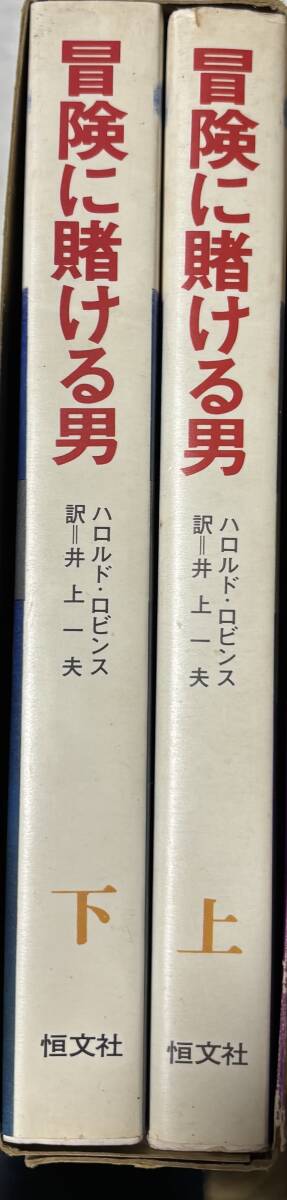 冒険に賭ける男
ハロルド・ロビンス
訳＝井上一夫
上
恒文社
冒険に賭ける男
ハロルド・ロビンス
訳＝井上一夫
下
恒文社